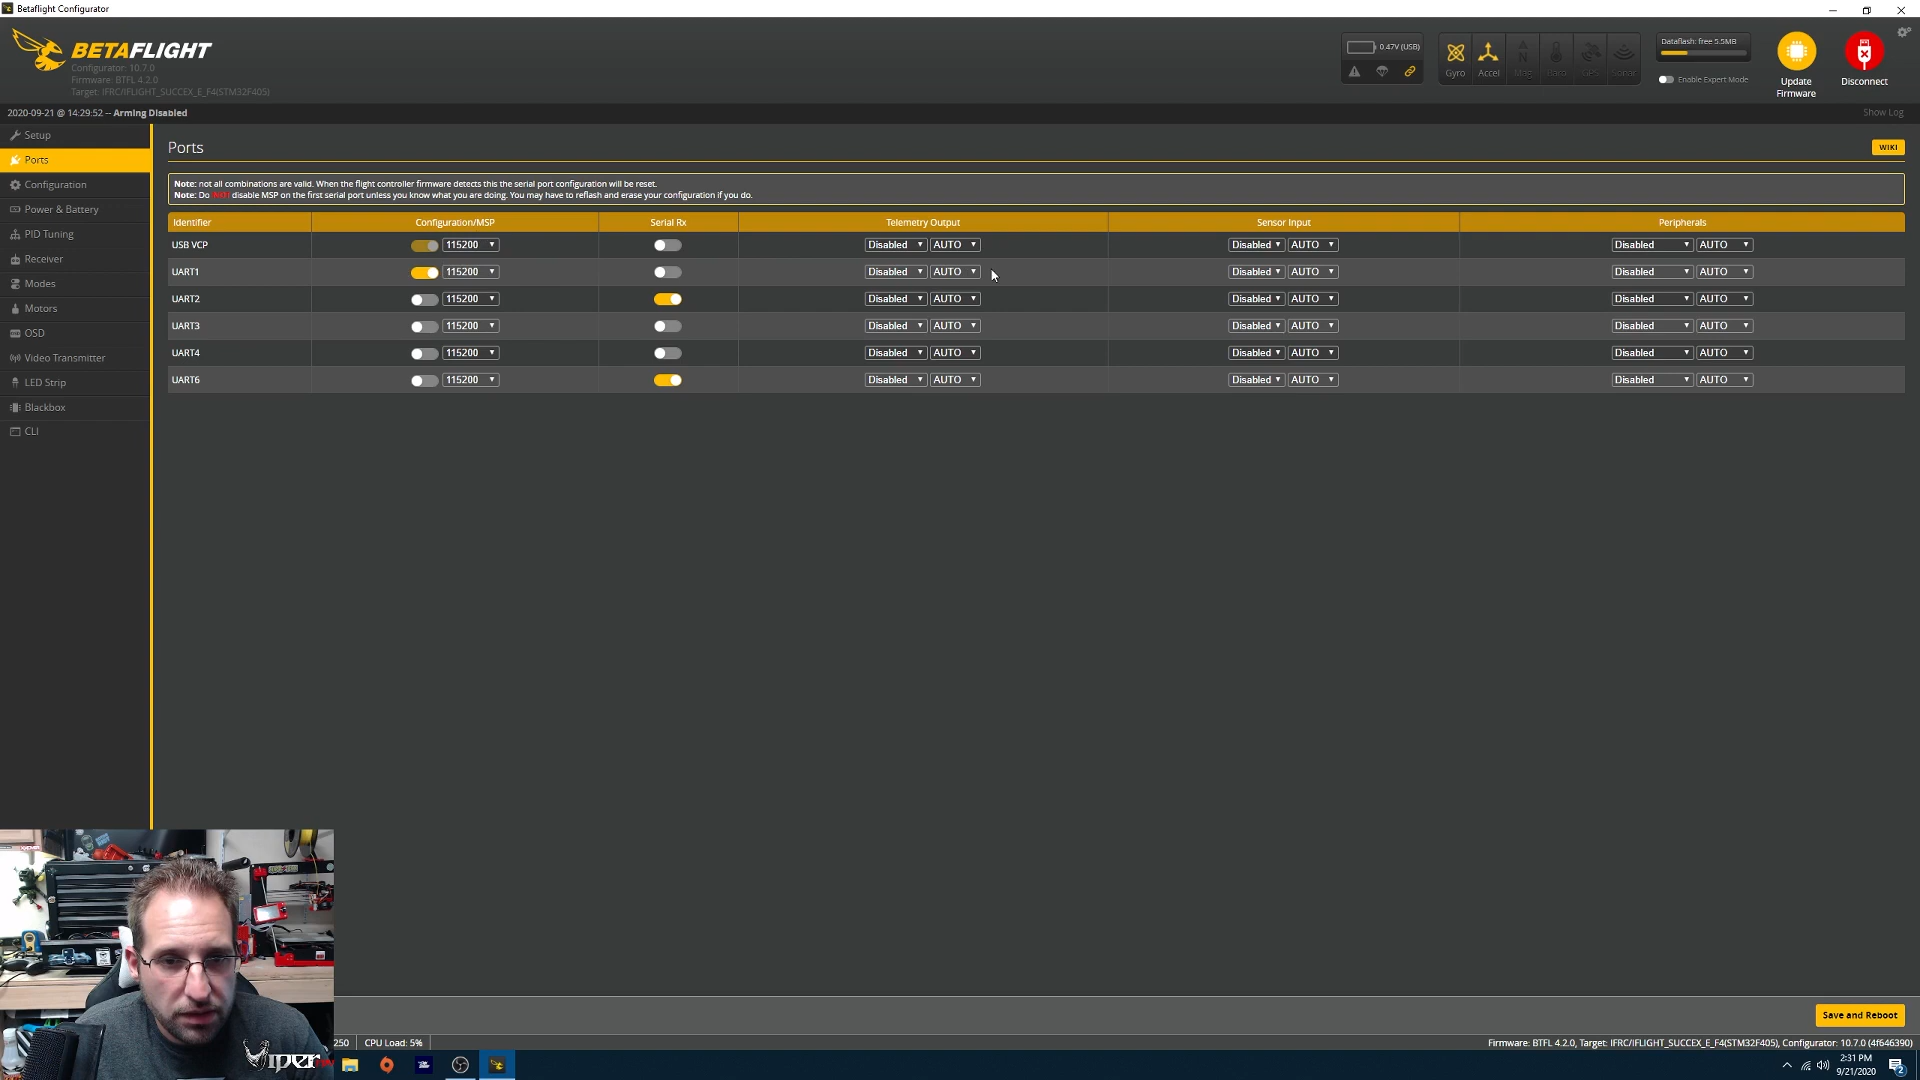 Betaflight Configurator
BETAFLIGHT
Configurator: 10.7.0
Firmware: BTFL 4.2.0
Target: IFRC/IFLIGHT_SUCCEX_E_F4(STM32F405)
0.47V (USB)
Gyro Accel Mag Baro GPS Sonar
Dataflash: free 5.5MB
Enable Expert Mode
Update Firmware
Disconnect
2020-09-21 @ 14:29:52 -- Arming Disabled
Show Log
Setup
Ports
Configuration
Power & Battery
PID Tuning
Receiver
Modes
Motors
OSD
Video Transmitter
LED Strip
Blackbox
CLI
Ports
WIKI
Note: not all combinations are valid. When the flight controller firmware detects this the serial port configuration will be reset.
Note: Do NOT disable MSP on the first serial port unless you know what you are doing. You may have to reflash and erase your configuration if you do.
Identifier Configuration/MSP Serial Rx Telemetry Output Sensor Input Peripherals
USB VCP 115200 Disabled AUTO Disabled AUTO Disabled AUTO
UART1 115200 Disabled AUTO Disabled AUTO Disabled AUTO
UART2 115200 Disabled AUTO Disabled AUTO Disabled AUTO
UART3 115200 Disabled AUTO Disabled AUTO Disabled AUTO
UART4 115200 Disabled AUTO Disabled AUTO Disabled AUTO
UART6 115200 Disabled AUTO Disabled AUTO Disabled AUTO
Save and Reboot
250 CPU Load: 5%
Firmware: BTFL 4.2.0, Target: IFRC/IFLIGHT_SUCCEX_E_F4(STM32F405), Configurator: 10.7.0 (4f646390)
Viper
2:31 PM
9/21/2020
2